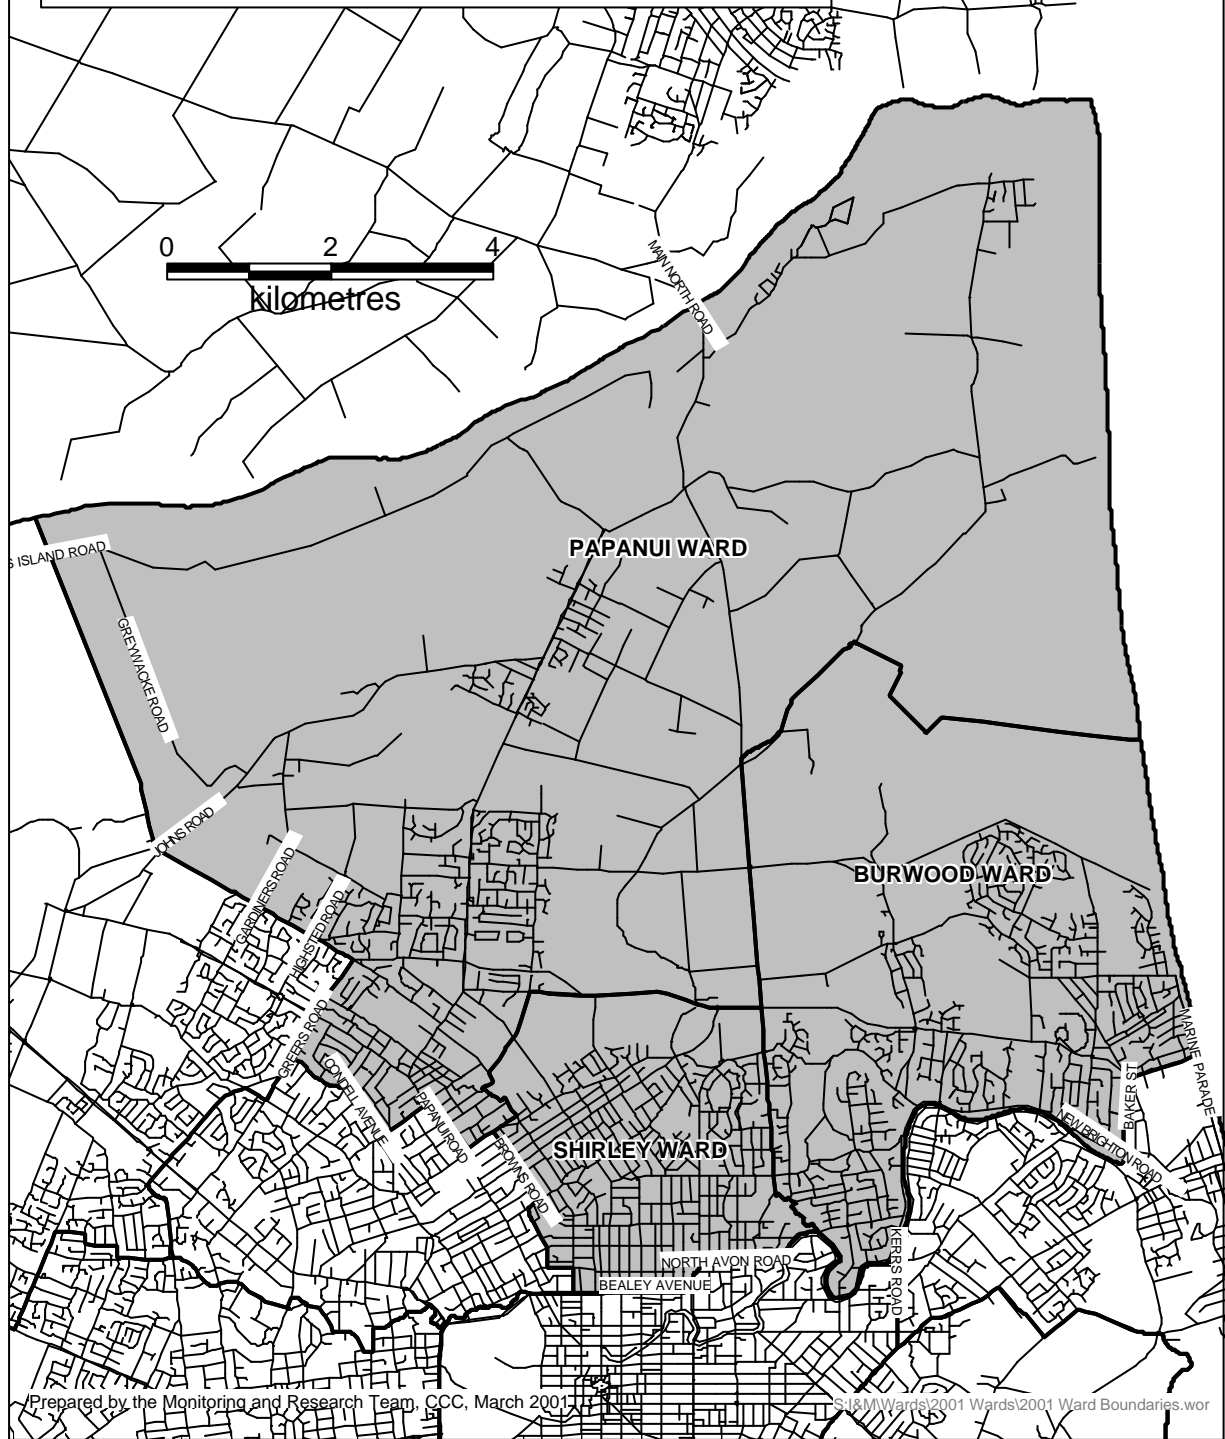 0 2 4
kilometres
MAIN NORTH ROAD
PAPANUI WARD
S ISLAND ROAD
GREYWACKE ROAD
JOHNS ROAD
GARDINERS ROAD
HIGHSTED ROAD
BURWOOD WARD
GREERS ROAD
CONDELL AVENUE
PAPANUI ROAD
BROWNS ROAD
SHIRLEY WARD
MARINE PARADE
BAKER ST
NEW BRIGHTON ROAD
KERRS ROAD
NORTH AVON ROAD
BEALEY AVENUE
Prepared by the Monitoring and Research Team, CCC, March 2001
S:I&M\Wards\2001 Wards\2001 Ward Boundaries.wor